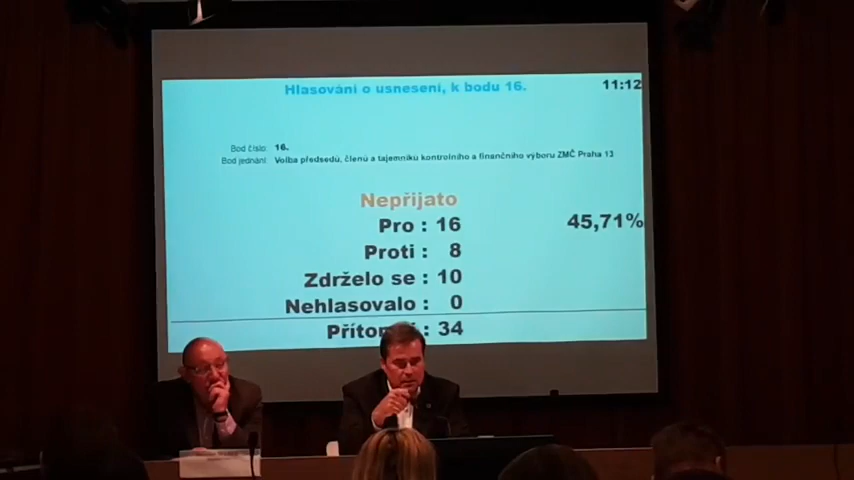 Hlasování o usnesení, k bodu 16.
11:12
Bod číslo: 16.
Bod jednání: Volba předsedů, členů a tajemníků kontrolního a finančního výboru ZMČ Praha 13
Nepřijato
Pro : 16
45,71%
Proti : 8
Zdrželo se : 10
Nehlasovalo : 0
: 34